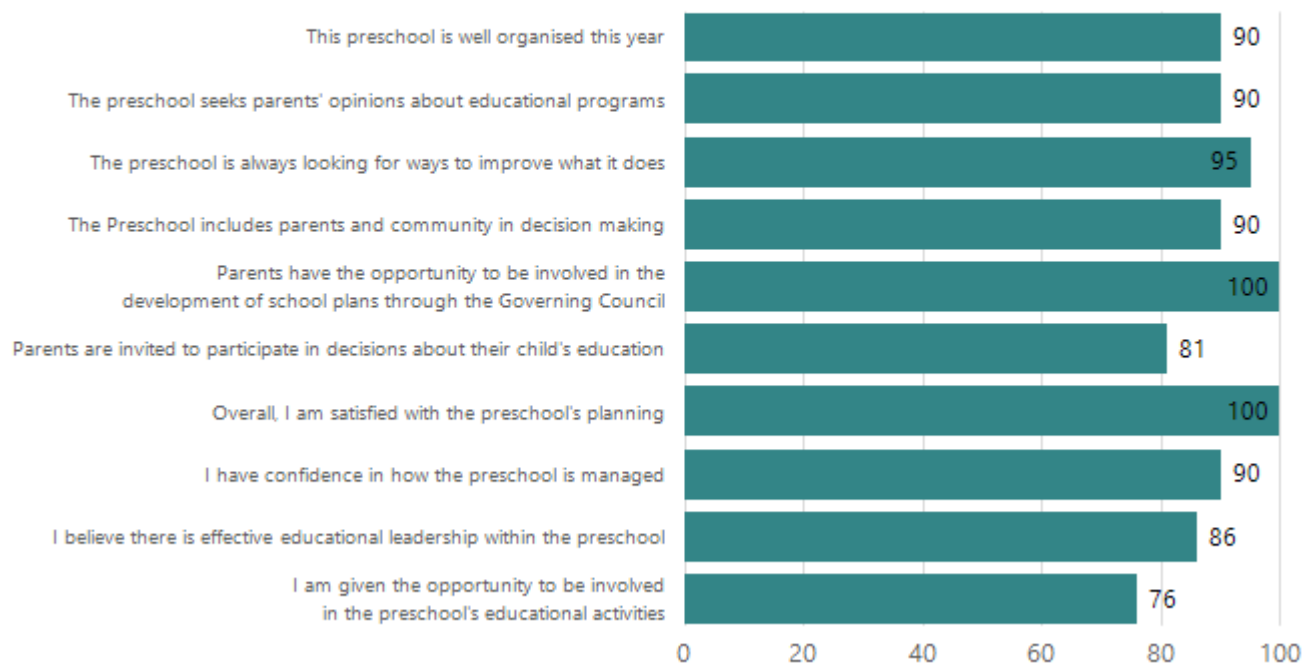 This preschool is well organised this year
90
The preschool seeks parents' opinions about educational programs
90
The preschool is always looking for ways to improve what it does
95
The Preschool includes parents and community in decision making
90
Parents have the opportunity to be involved in the
development of school plans through the Governing Council
100
Parents are invited to participate in decisions about their child's education
81
Overall, I am satisfied with the preschool's planning
100
I have confidence in how the preschool is managed
90
I believe there is effective educational leadership within the preschool
86
I am given the opportunity to be involved
in the preschool's educational activities
76
0 20 40 60 80 100